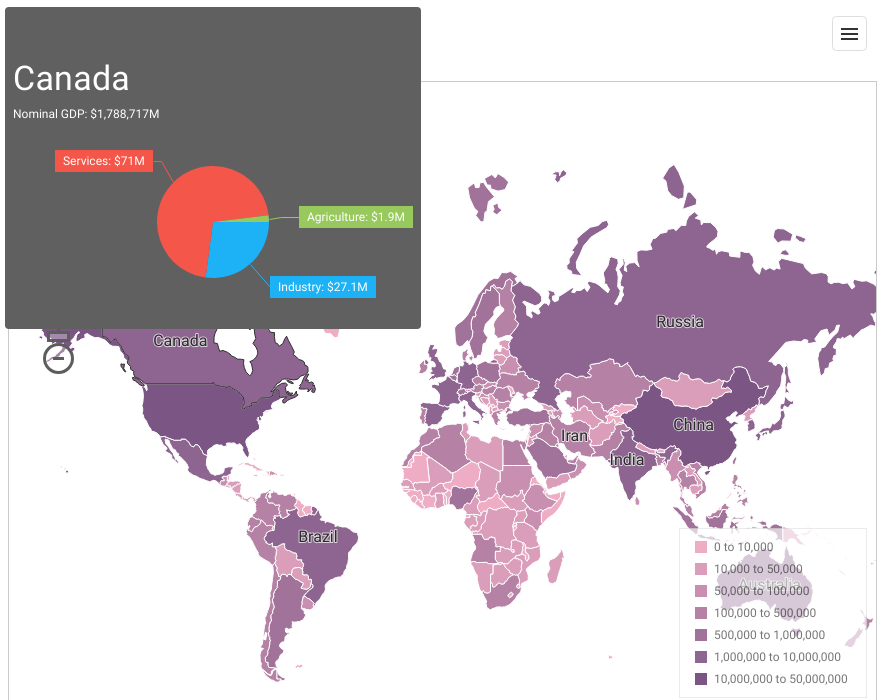 Canada
Nominal GDP: $1,788,717M
Services: $71M
Agriculture: $1.9M
Industry: $27.1M
Russia
Canada
China
Iran
India
Brazil
Australia
0 to 10,000
10,000 to 50,000
50,000 to 100,000
100,000 to 500,000
500,000 to 1,000,000
1,000,000 to 10,000,000
10,000,000 to 50,000,000